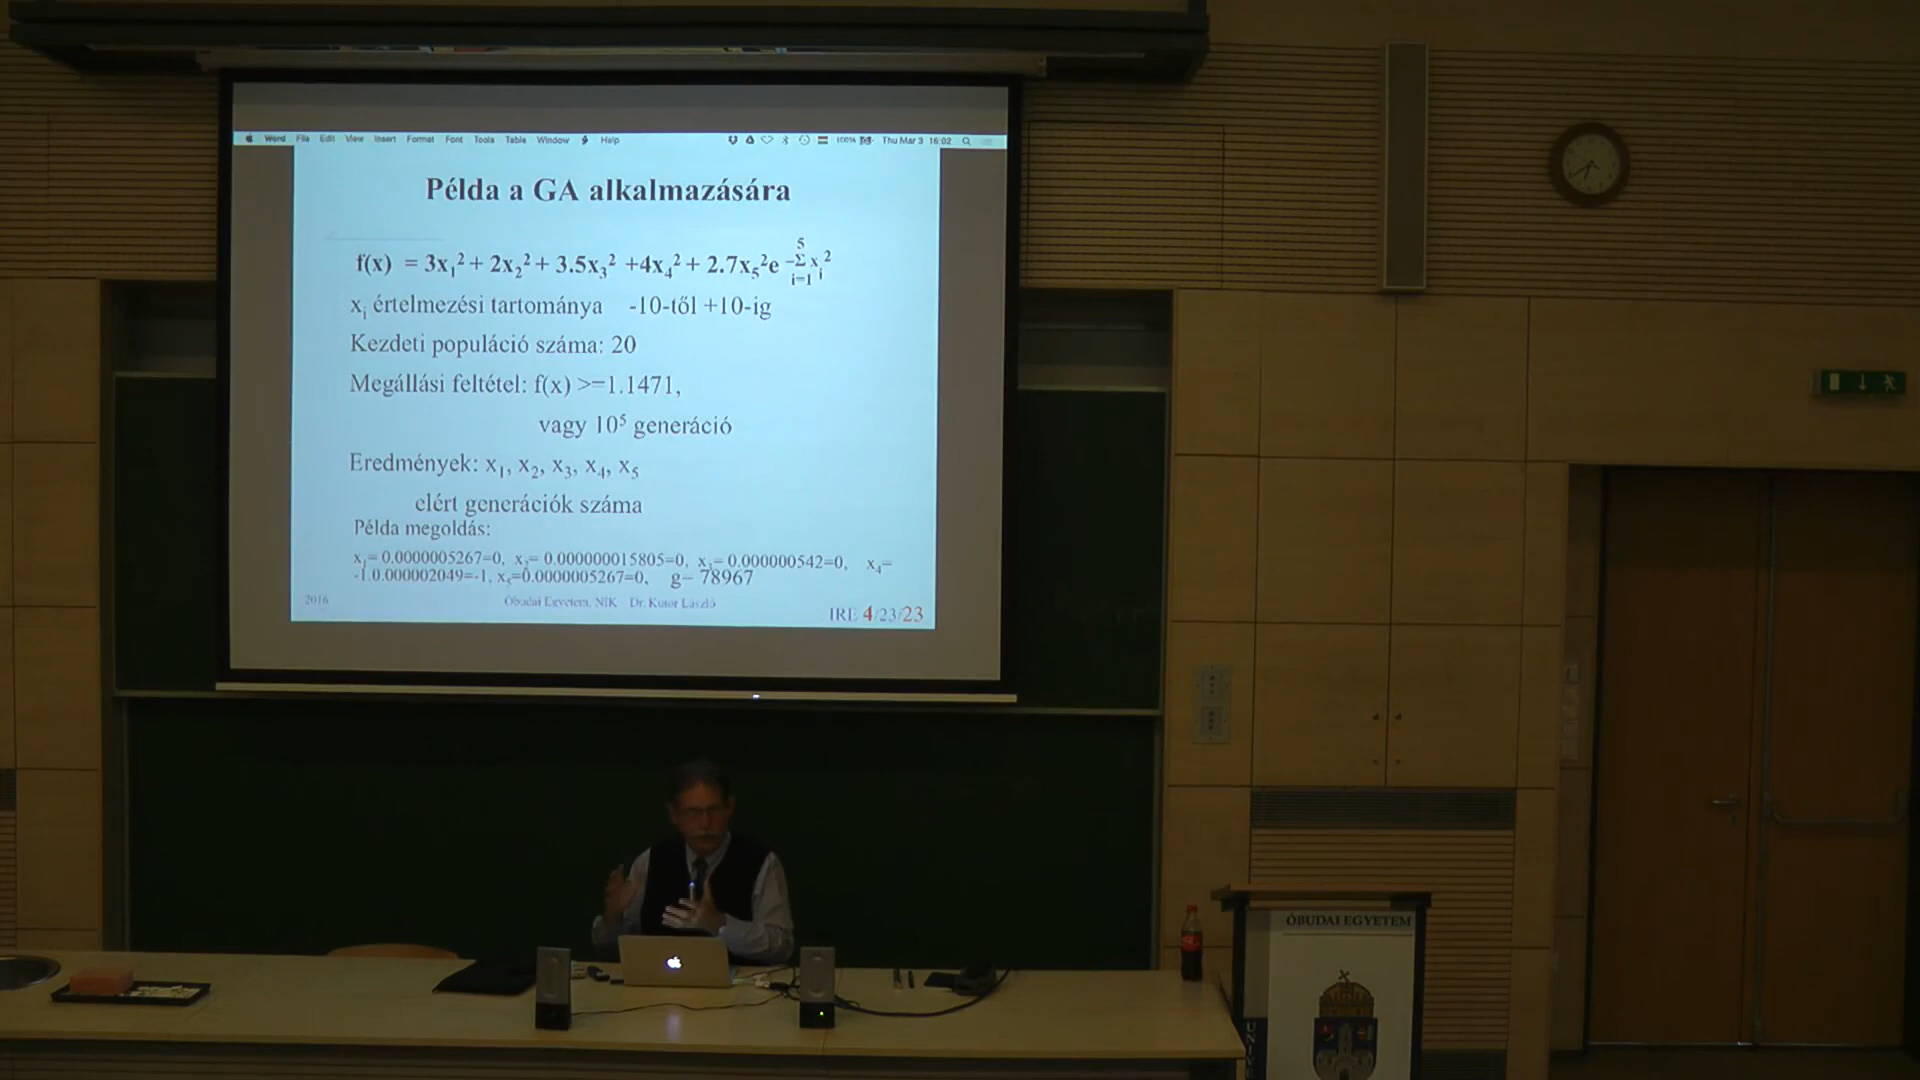 Word File Edit View Insert Format Font Tools Table Window Help 100% Thu Mar 3 16:02
Példa a GA alkalmazására
f(x) = 3x₁² + 2x₂² + 3.5x₃² +4x₄² + 2.7x₅²e
5
-Σ xᵢ²
i=1
xᵢ értelmezési tartománya -10-től +10-ig
Kezdeti populáció száma: 20
Megállási feltétel: f(x) >=1.1471,
vagy 10⁵ generáció
Eredmények: x₁, x₂, x₃, x₄, x₅
elért generációk száma
Példa megoldás:
x₁= 0.0000005267=0, x₂= 0.000000015805=0, x₃= 0.000000542=0, x₄=
-1.0.000002049=-1, x₅=0.0000005267=0, g= 78967
2016 Óbudai Egyetem, NIK Dr. Kutor László IRE 4/23/23
ÓBUDAI EGYETEM